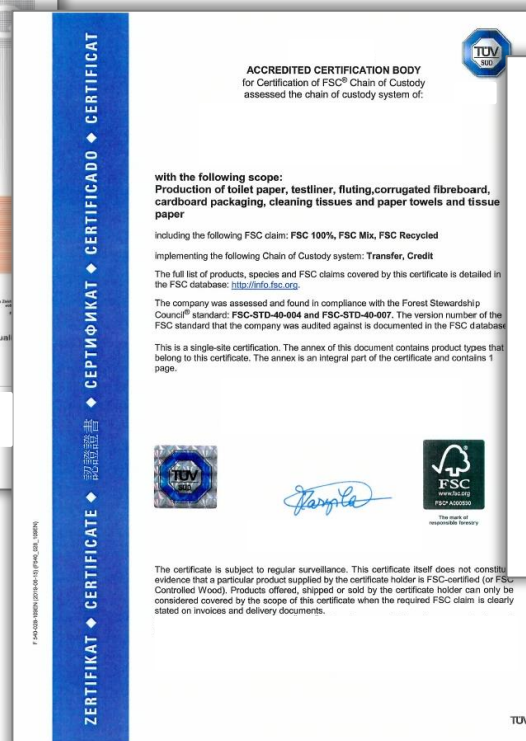 ZERTIFIKAT ◆ CERTIFICATE ◆ 認證證書 ◆ СЕРТИФИКАТ ◆ CERTIFICADO ◆ CERTIFICAT
TÜV
SÜD
ACCREDITED CERTIFICATION BODY
for Certification of FSC® Chain of Custody
assessed the chain of custody system of:
with the following scope:
Production of toilet paper, testliner, fluting,corrugated fibreboard,
cardboard packaging, cleaning tissues and paper towels and tissue
paper
including the following FSC claim: FSC 100%, FSC Mix, FSC Recycled
implementing the following Chain of Custody system: Transfer, Credit
The full list of products, species and FSC claims covered by this certificate is detailed in
the FSC database: http://info.fsc.org.
The company was assessed and found in compliance with the Forest Stewardship
Council® standard: FSC-STD-40-004 and FSC-STD-40-007. The version number of the
FSC standard that the company was audited against is documented in the FSC database
This is a single-site certification. The annex of this document contains product types that
belong to this certificate. The annex is an integral part of the certificate and contains 1
page.
TÜV
SÜD
FSC
www.fsc.org
FSC® A000530
The mark of
responsible forestry
The certificate is subject to regular surveillance. This certificate itself does not constitu
evidence that a particular product supplied by the certificate holder is FSC-certified (or FSC
Controlled Wood). Products offered, shipped or sold by the certificate holder can only be
considered covered by the scope of this certificate when the required FSC claim is clearly
stated on invoices and delivery documents.
TÜV